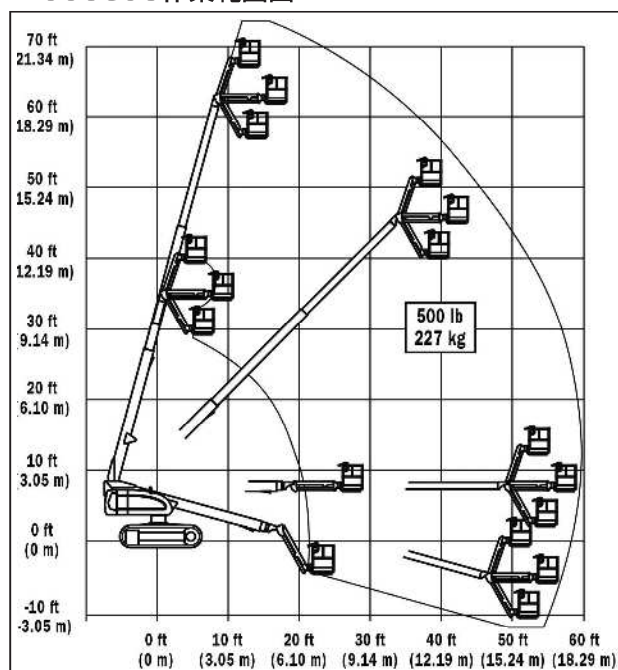 70 ft
(21.34 m)
60 ft
(18.29 m)
50 ft
(15.24 m)
40 ft
(12.19 m)
30 ft
(9.14 m)
20 ft
(6.10 m)
10 ft
(3.05 m)
0 ft
(0 m)
-10 ft
-3.05 m)
500 lb
227 kg
0 ft 10 ft 20 ft 30 ft 40 ft 50 ft 60 ft
(0 m) (3.05 m) (6.10 m) (9.14 m) (12.19 m) (15.24 m) (18.29 m)